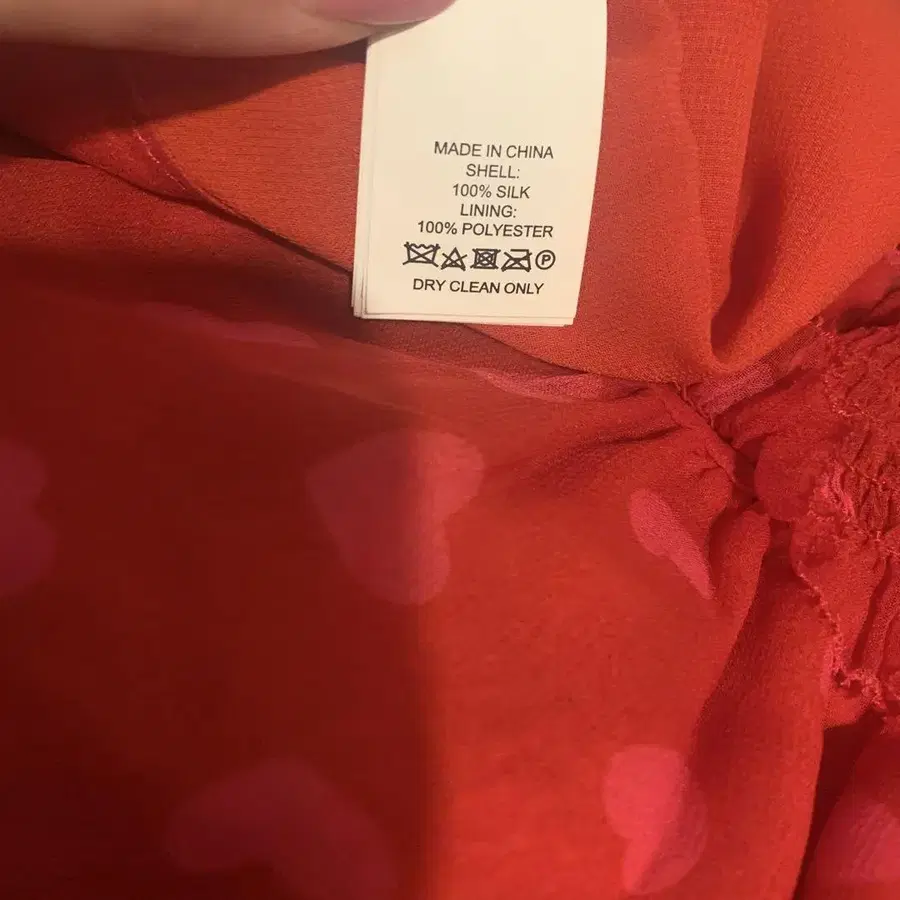 MADE IN CHINA
SHELL:
100% SILK
LINING:
100% POLYESTER
P
DRY CLEAN ONLY